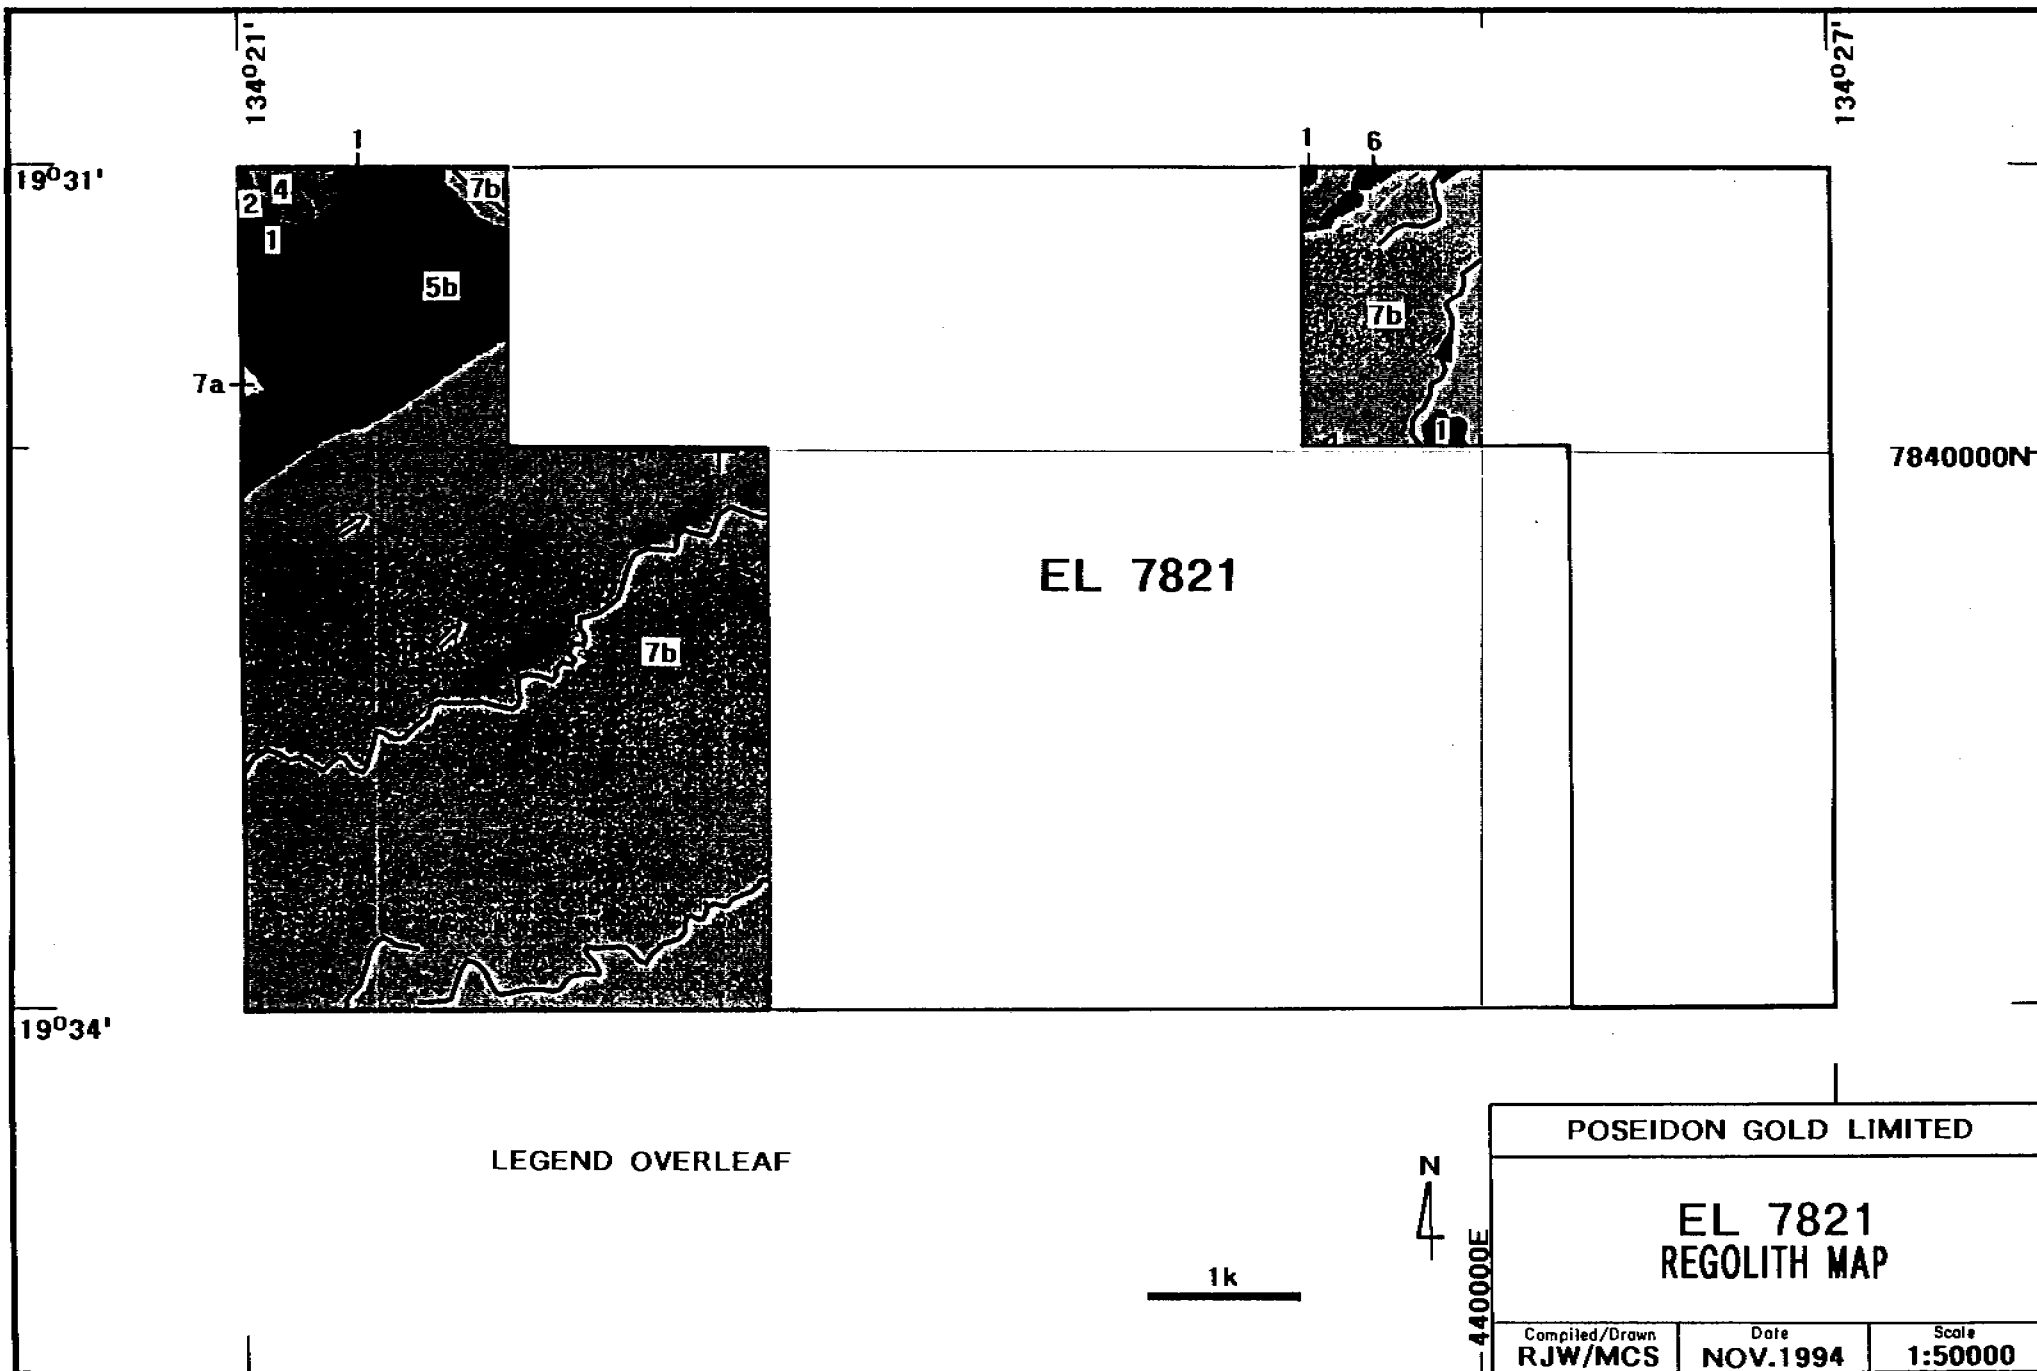 134°21'
134°27'
1
1
6
19°31'
4
7b
2
1
5b
7b
7a
1
7840000N
EL 7821
7b
19°34'
LEGEND OVERLEAF
N
1k
440000E
POSEIDON GOLD LIMITED
EL 7821
REGOLITH MAP
Compiled/Drawn
RJW/MCS
Date
NOV.1994
Scale
1:50000